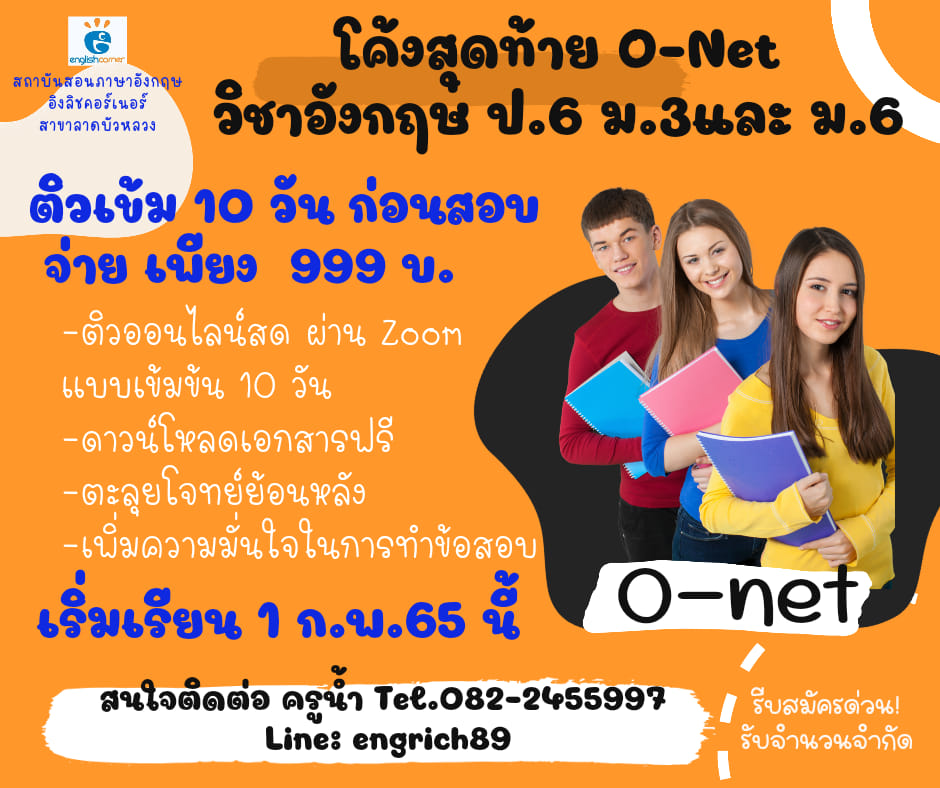 englishcorner
สถาบันสอนภาษาอังกฤษ
อิงลิชคอร์เนอร์
สาขาลาดบัวหลวง
โค้งสุดท้าย O-Net
วิชาอังกฤษ ป.6 ม.3และ ม.6
ติวเข้ม 10 วัน ก่อนสอบ
จ่าย เพียง 999 บ.
-ติวออนไลน์สด ผ่าน Zoom
แบบเข้มข้น 10 วัน
-ดาวน์โหลดเอกสารฟรี
-ตะลุยโจทย์ย้อนหลัง
-เพิ่มความมั่นใจในการทำข้อสอบ
O-net
เริ่มเรียน 1 ก.พ.65 นี้
สนใจติดต่อ ครูน้ำ Tel.082-2455997
Line: engrich89
รีบสมัครด่วน!
รับจำนวนจำกัด